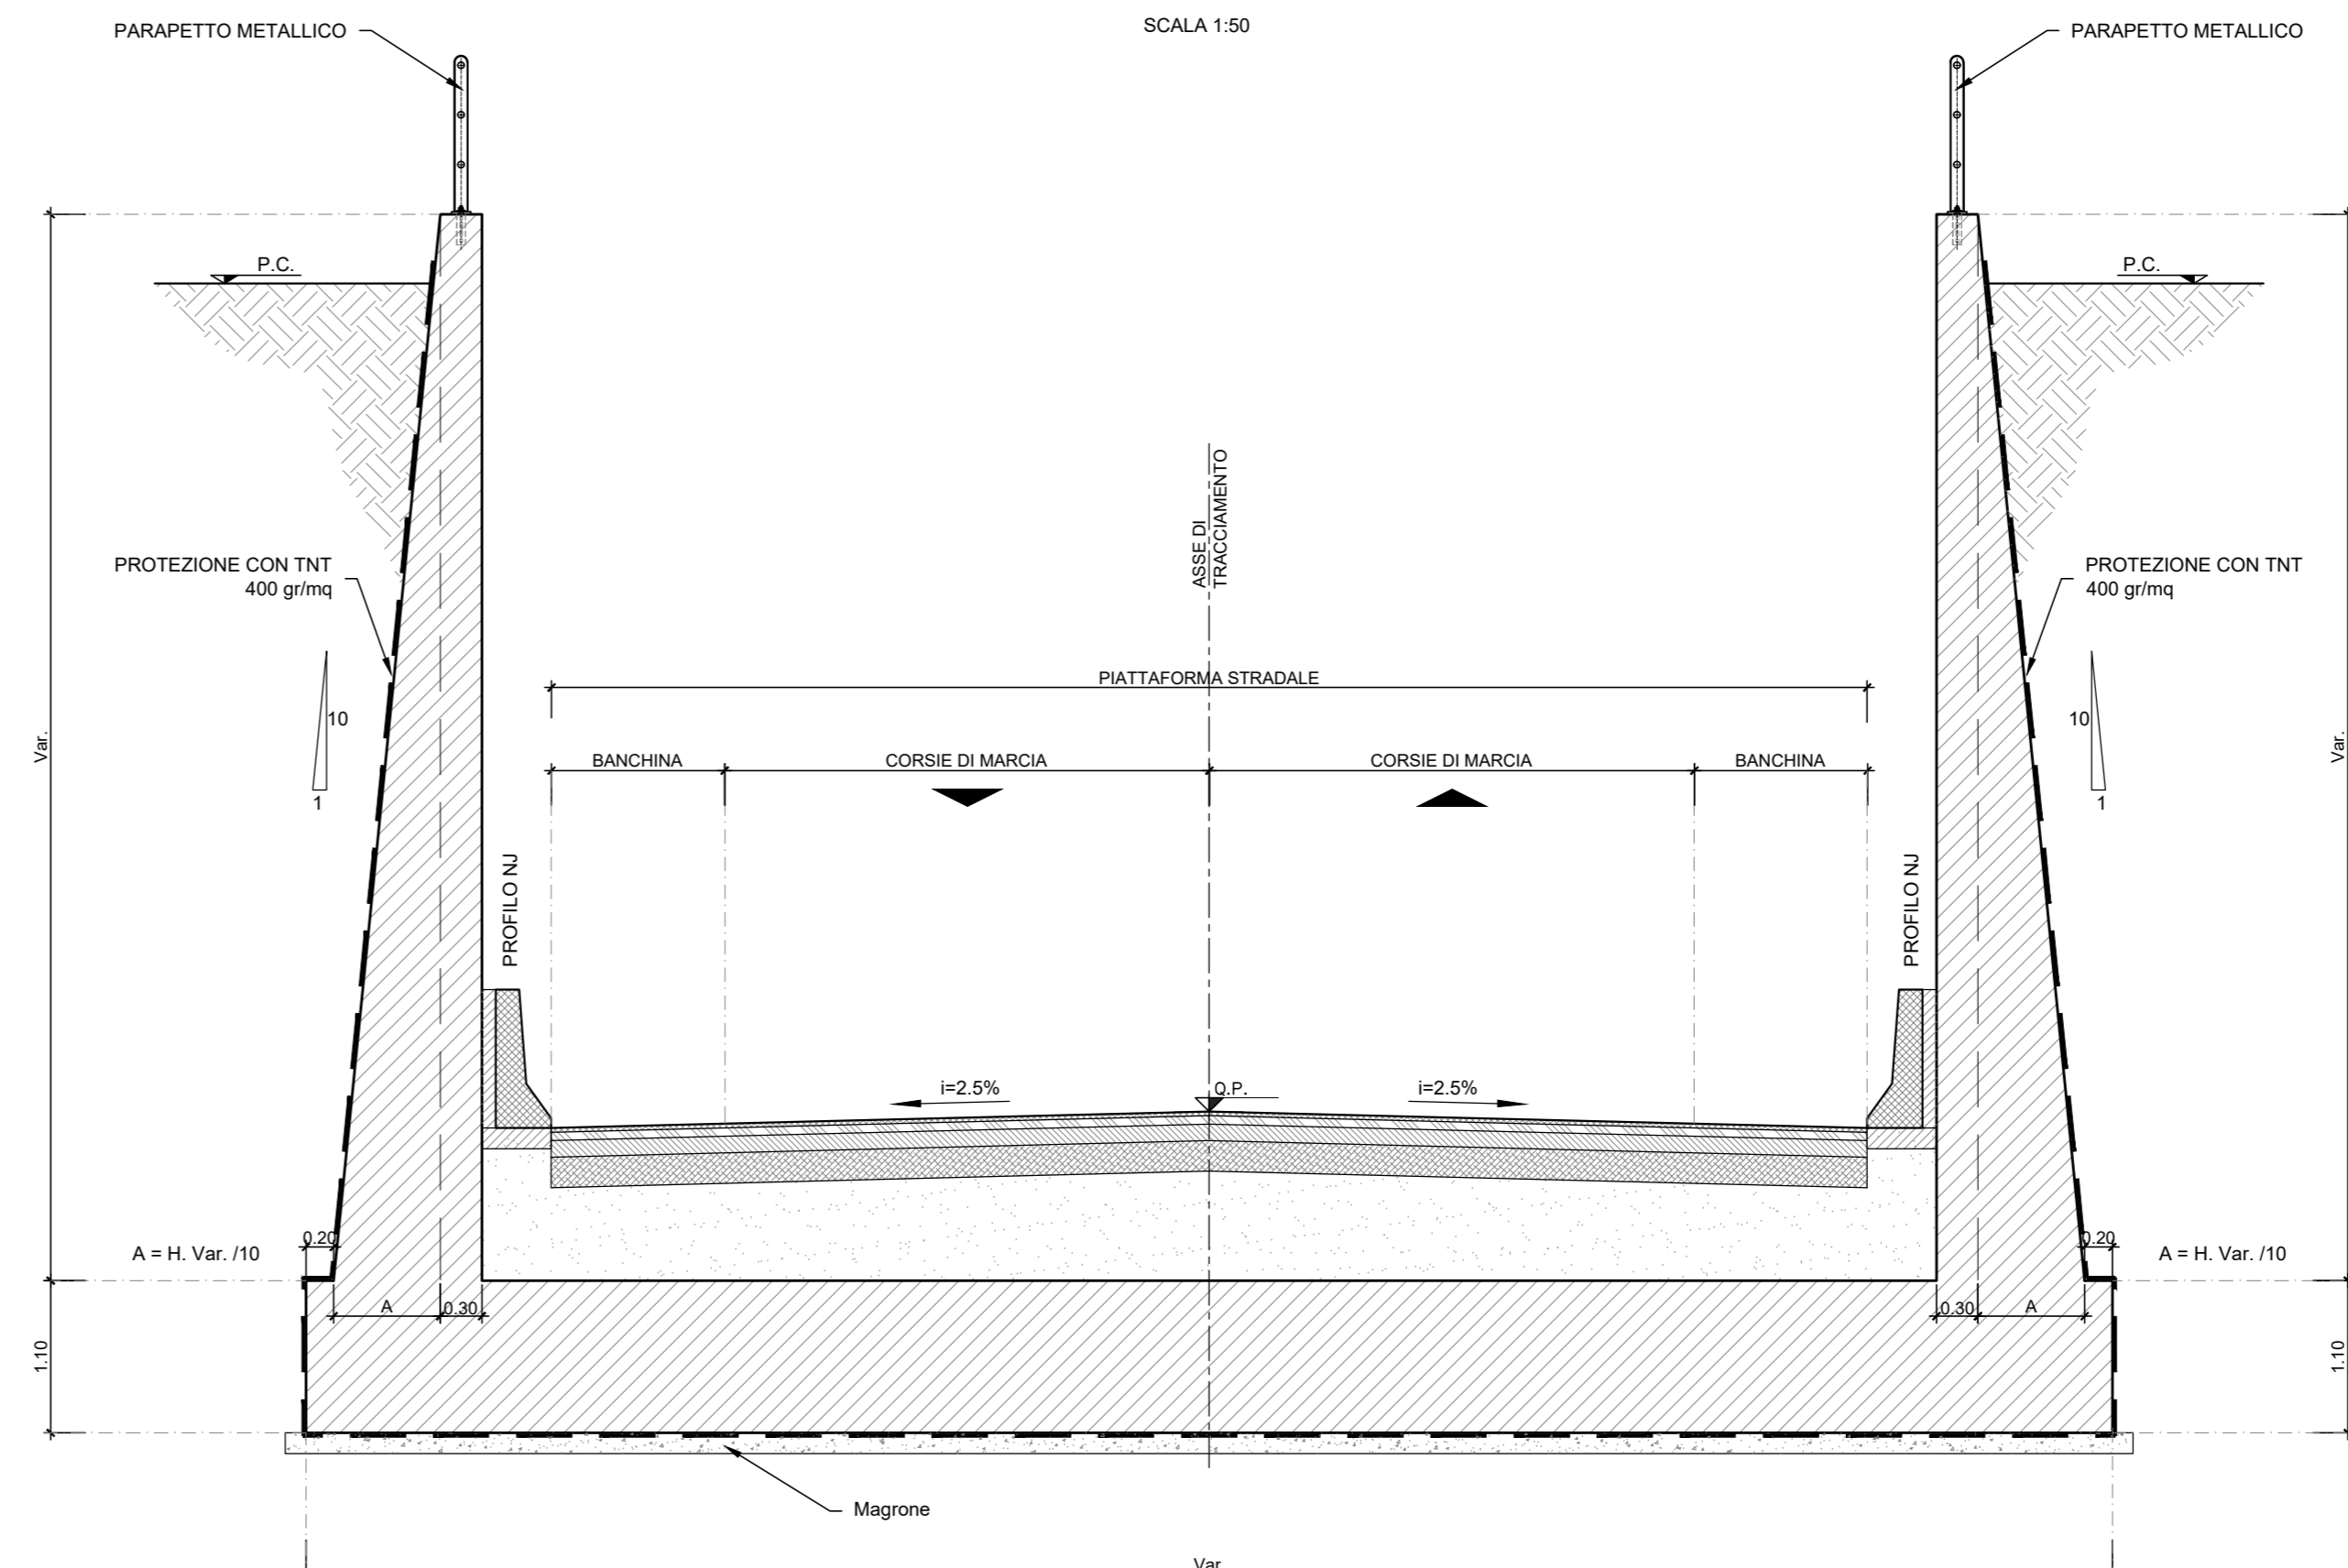 SCALA 1:50
PARAPETTO METALLICO
PARAPETTO METALLICO
P.C.
P.C.
ASSE DI
TRACCIAMENTO
PROTEZIONE CON TNT
400 gr/mq
PROTEZIONE CON TNT
400 gr/mq
PIATTAFORMA STRADALE
10
1
10
1
Var.
Var.
BANCHINA
CORSIE DI MARCIA
CORSIE DI MARCIA
BANCHINA
PROFILO NJ
PROFILO NJ
i=2.5%
Q.P.
i=2.5%
0.20
0.20
A = H. Var. /10
A = H. Var. /10
A
0.30
0.30
A
1.10
1.10
Magrone
Var.